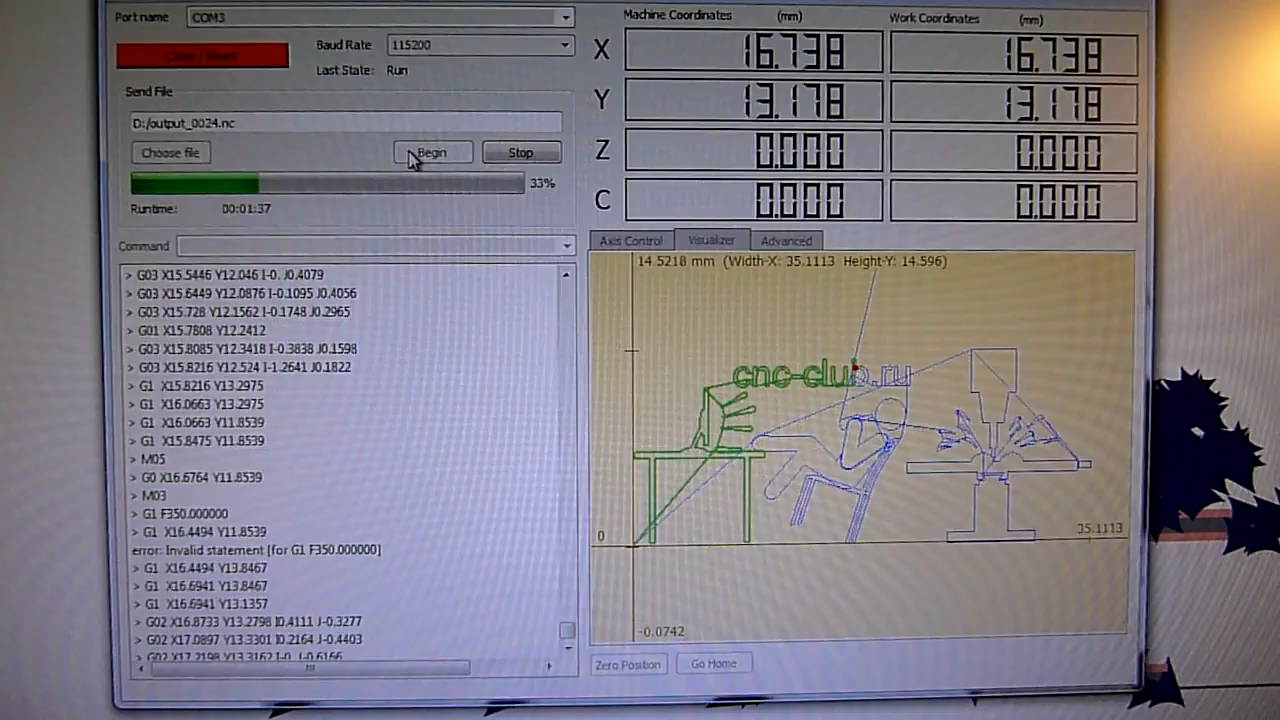 Port name COM3
Close / Reset
Baud Rate 115200
Last State: Run
Send File
D:/output_0024.nc
Choose file Begin Stop
33%
Runtime: 00:01:37
Command
> G03 X15.5446 Y12.046 I-0. J0.4079
> G03 X15.6449 Y12.0876 I-0.1095 J0.4056
> G03 X15.728 Y12.1562 I-0.1748 J0.2965
> G01 X15.7808 Y12.2412
> G03 X15.8085 Y12.3418 I-0.3838 J0.1598
> G03 X15.8216 Y12.524 I-1.2641 J0.1822
> G1 X15.8216 Y13.2975
> G1 X16.0663 Y13.2975
> G1 X16.0663 Y11.8539
> G1 X15.8475 Y11.8539
> M05
> G0 X16.6764 Y11.8539
> M03
> G1 F350.000000
> G1 X16.4494 Y11.8539
error: Invalid statement [for G1 F350.000000]
> G1 X16.4494 Y13.8467
> G1 X16.6941 Y13.8467
> G1 X16.6941 Y13.1357
> G02 X16.8733 Y13.2798 I0.4111 J-0.3277
> G02 X17.0897 Y13.3301 I0.2164 J-0.4403
> G02 X17.2198 Y13.3162 I-0. J-0.6166
Machine Coordinates (mm) Work Coordinates (mm)
X 16.738 16.738
Y 13.178 13.178
Z 0.000 0.000
C 0.000 0.000
Axis Control Visualizer Advanced
14.5218 mm (Width-X: 35.1113 Height-Y: 14.596)
cnc-club.ru
0 35.1113
-0.0742
Zero Position Go Home